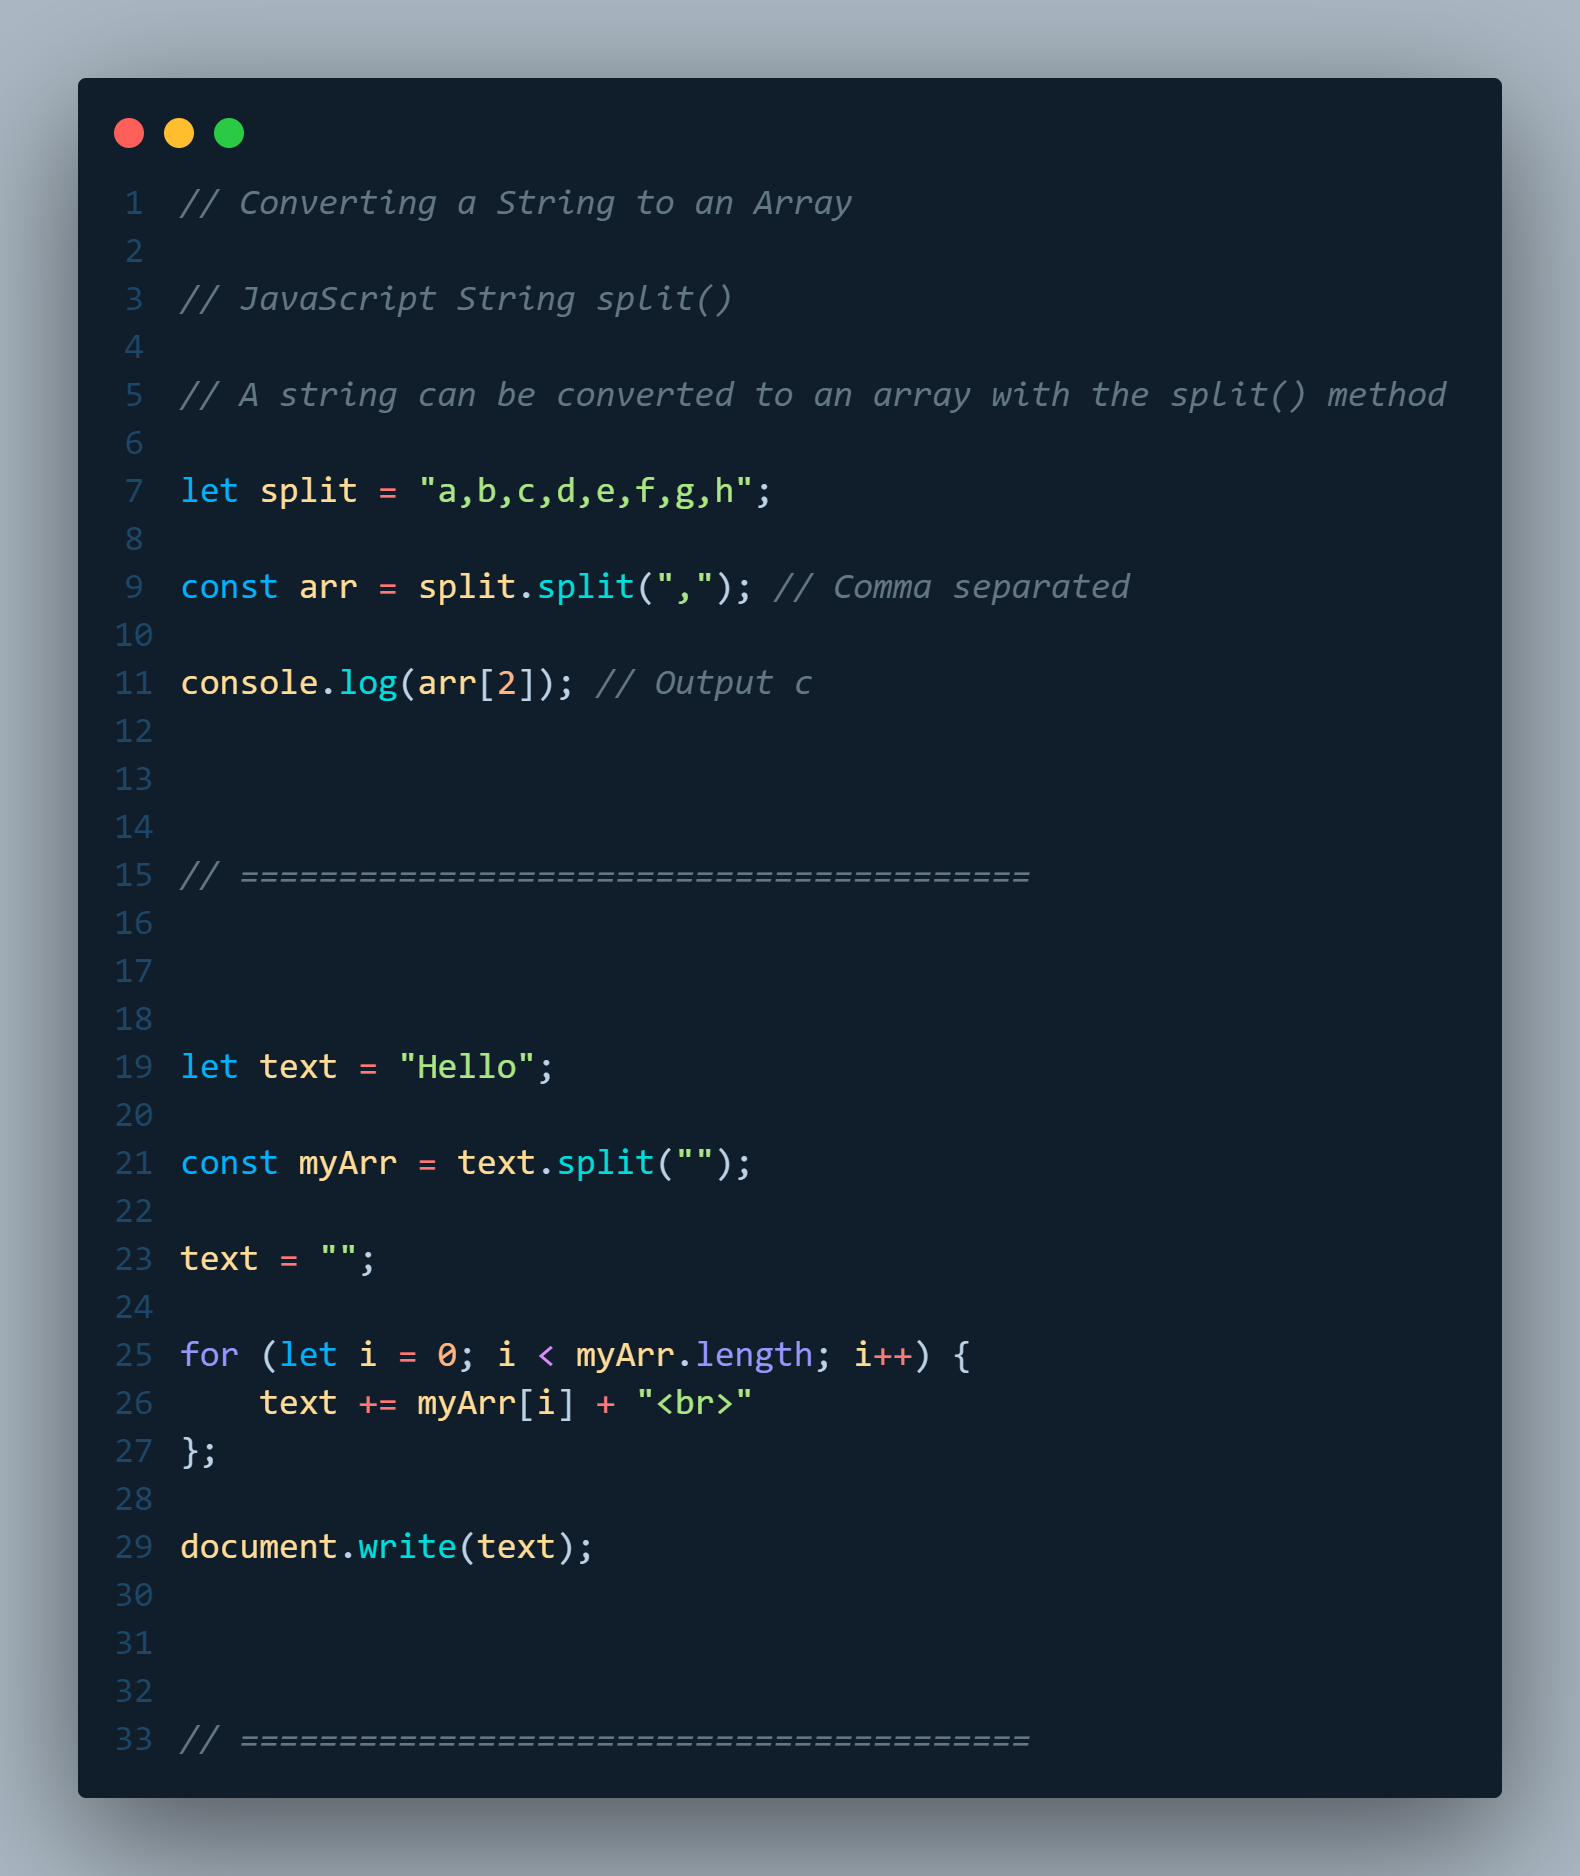 1 // Converting a String to an Array
2
3 // JavaScript String split()
4
5 // A string can be converted to an array with the split() method
6
7 let split = "a,b,c,d,e,f,g,h";
8
9 const arr = split.split(","); // Comma separated
10
11 console.log(arr[2]); // Output c
12
13
14
15 // ========================================
16
17
18
19 let text = "Hello";
20
21 const myArr = text.split("");
22
23 text = "";
24
25 for (let i = 0; i < myArr.length; i++) {
26     text += myArr[i] + "<br>"
27 };
28
29 document.write(text);
30
31
32
33 // ========================================